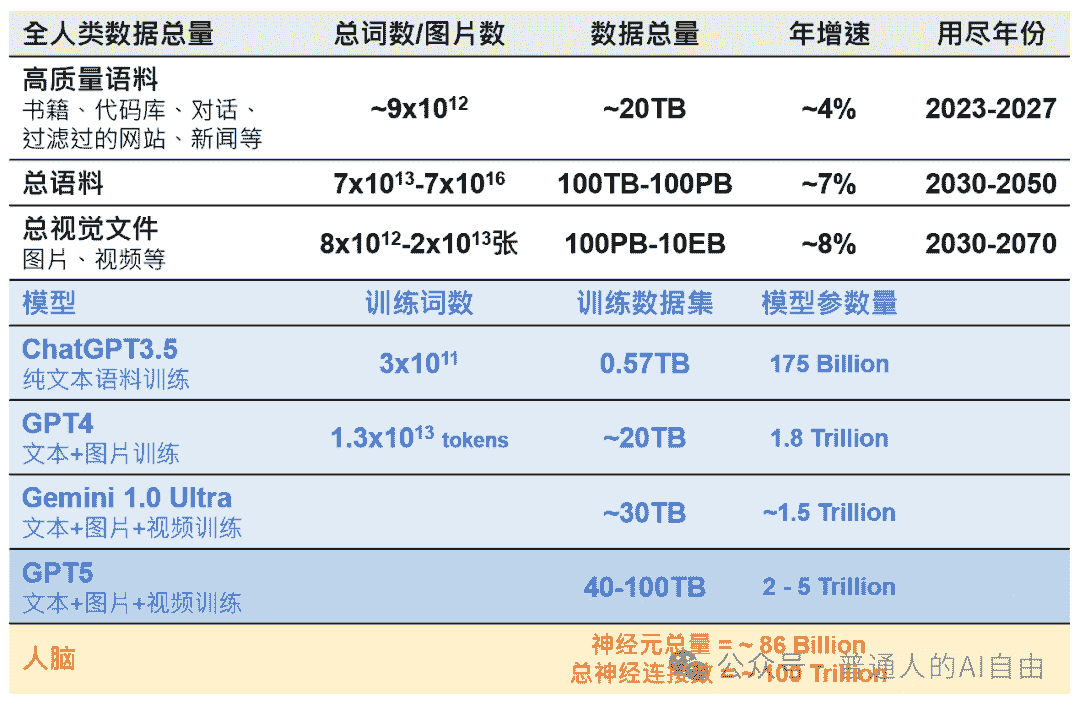 全人类数据总量 总词数/图片数 数据总量 年增速 用尽年份
高质量语料
书籍、代码库、对话、
过滤过的网站、新闻等
~9x10¹² ~20TB ~4% 2023-2027
总语料 7x10¹³-7x10¹⁶ 100TB-100PB ~7% 2030-2050
总视觉文件
图片、视频等
8x10¹²-2x10¹³张 100PB-10EB ~8% 2030-2070
模型 训练词数 训练数据集 模型参数量
ChatGPT3.5
纯文本语料训练
3x10¹¹ 0.57TB 175 Billion
GPT4
文本+图片训练
1.3x10¹³ tokens ~20TB 1.8 Trillion
Gemini 1.0 Ultra
文本+图片+视频训练
~30TB ~1.5 Trillion
GPT5
文本+图片+视频训练
40-100TB 2 - 5 Trillion
人脑
神经元总量 = ~ 86 Billion
总神经连接数 = ~ 100 Trillion
公众号 · 普通人的AI自由